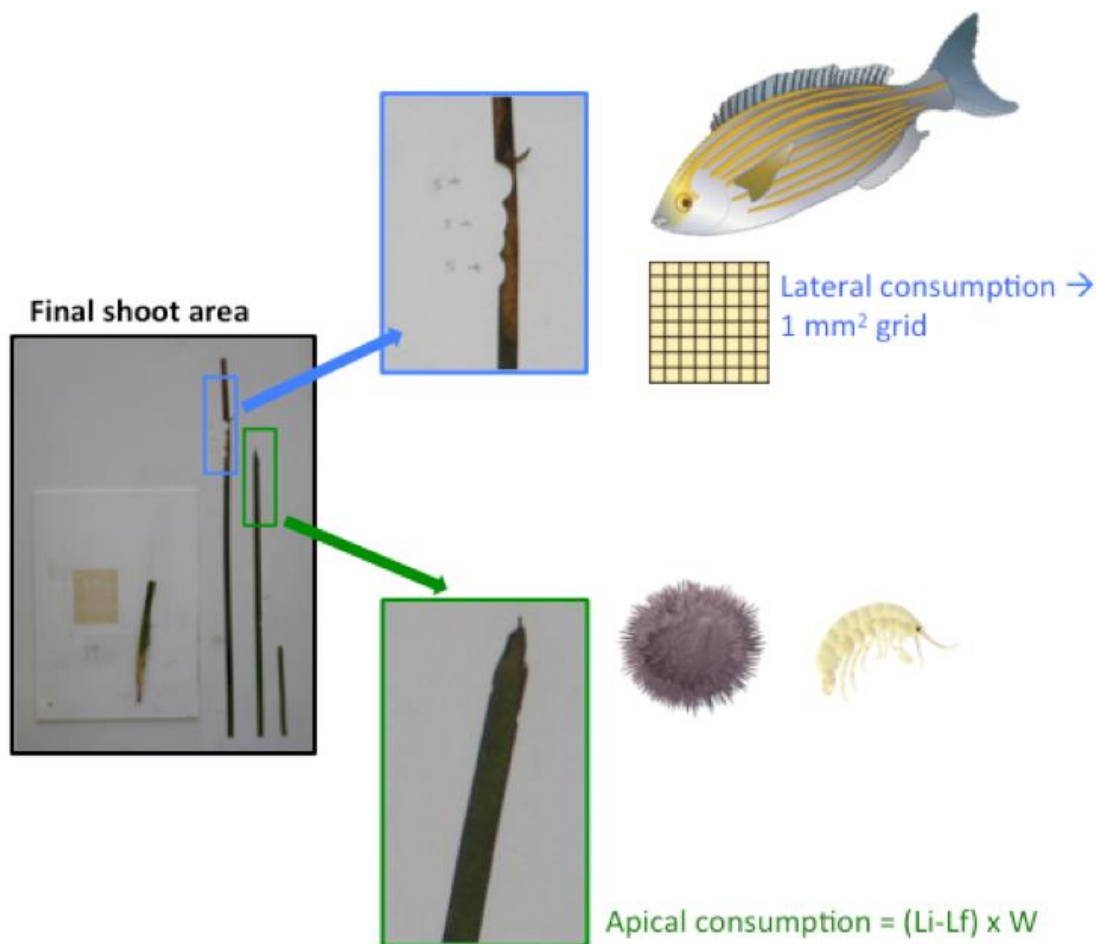 Final shoot area
Lateral consumption →
1 mm² grid
Apical consumption = (Li-Lf) x W